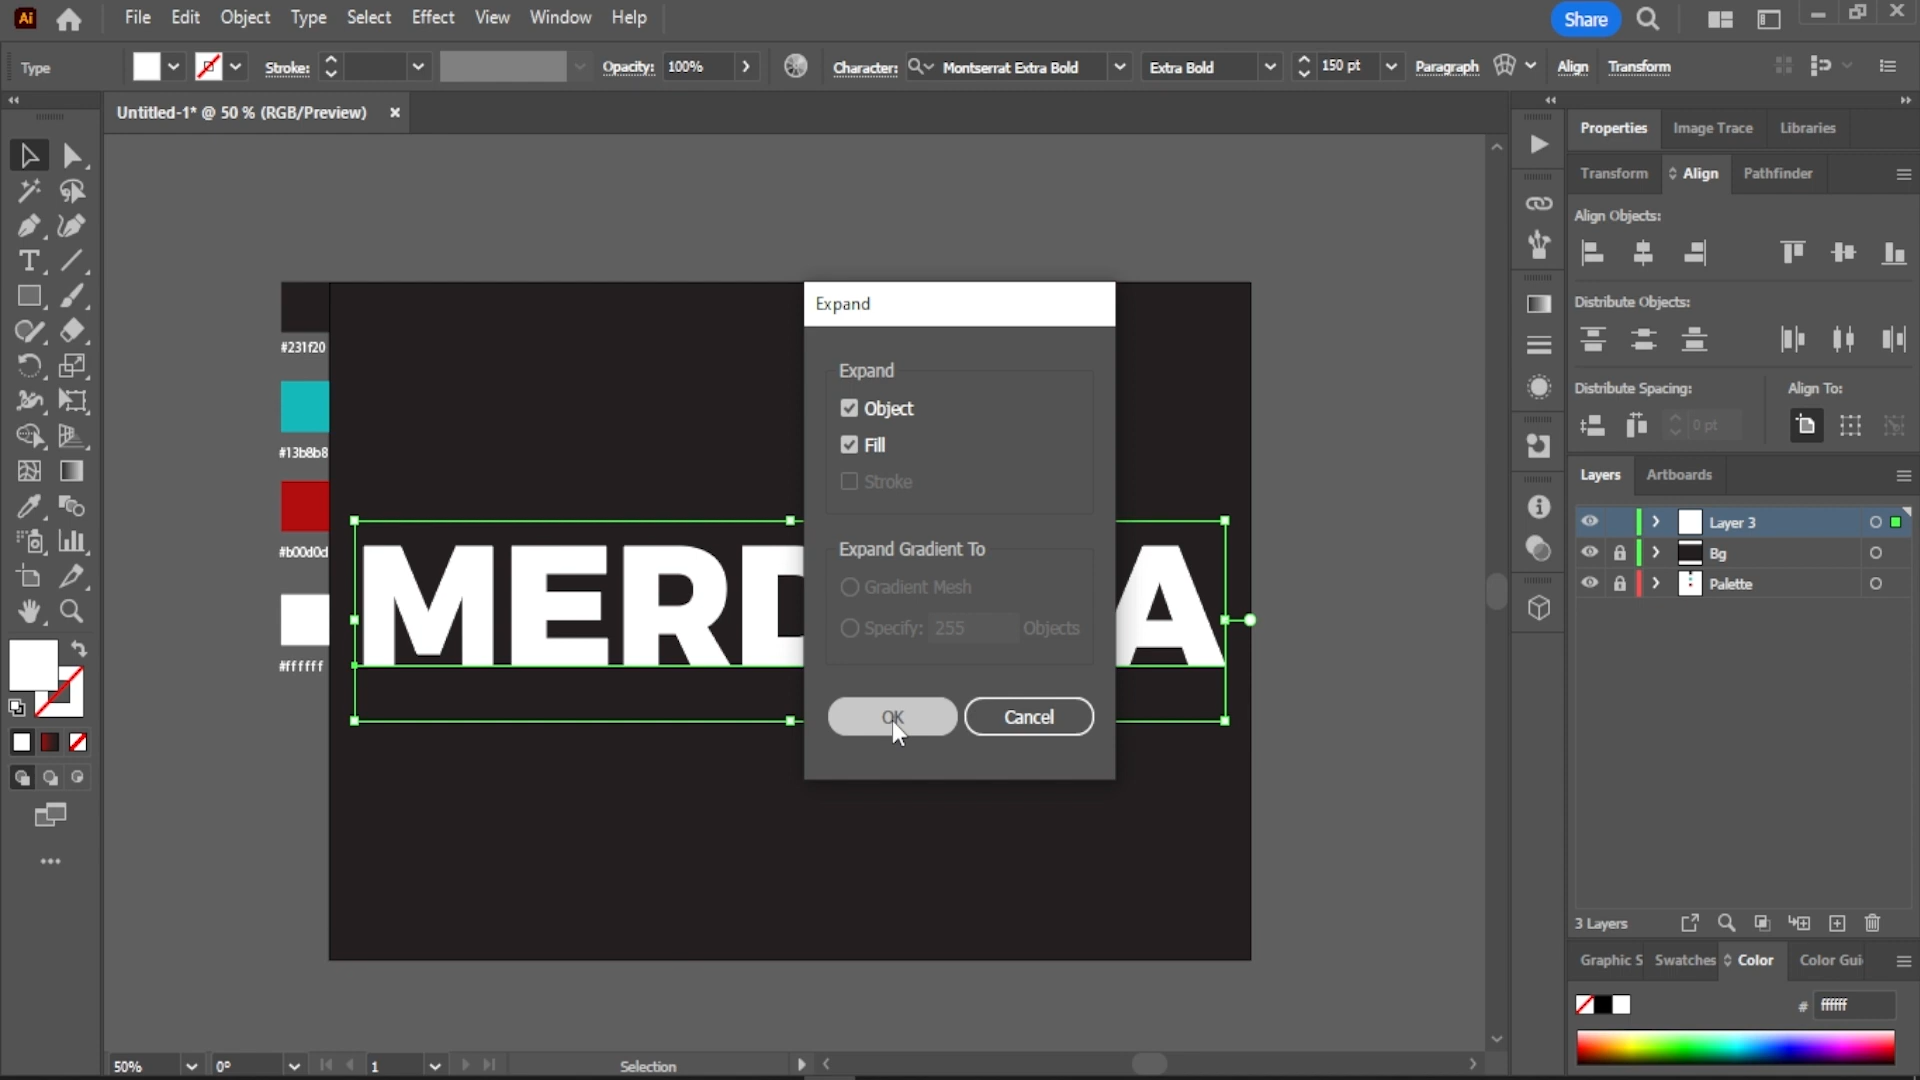 Ai File Edit Object Type Select Effect View Window Help Share
Type Stroke: Opacity: 100% Character: Montserrat Extra Bold Extra Bold 150 pt Paragraph Align Transform
Untitled-1* @ 50 % (RGB/Preview)
Properties Image Trace Libraries
Transform Align Pathfinder
Align Objects:
Distribute Objects:
Distribute Spacing: Align To:
0 pt
Layers Artboards
Layer 3
Bg
Palette
3 Layers
Graphic S Swatches Color Color Gui
# ffffff
#231f20
#13b8b8
#b00d0d
#ffffff
MERD
A
Expand
Expand
Object
Fill
Stroke
Expand Gradient To
Gradient Mesh
Specify: 255 Objects
OK Cancel
50% 0° 1 Selection